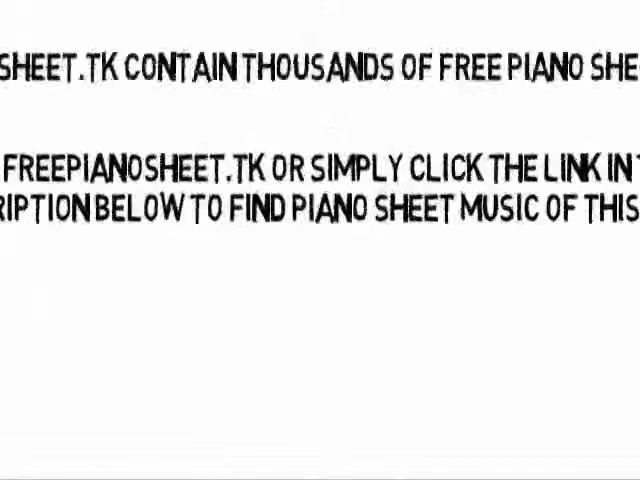 SHEET.TK CONTAIN THOUSANDS OF FREE PIANO SHE
FREEPIANOSHEET.TK OR SIMPLY CLICK THE LINK IN
RIPTION BELOW TO FIND PIANO SHEET MUSIC OF THIS